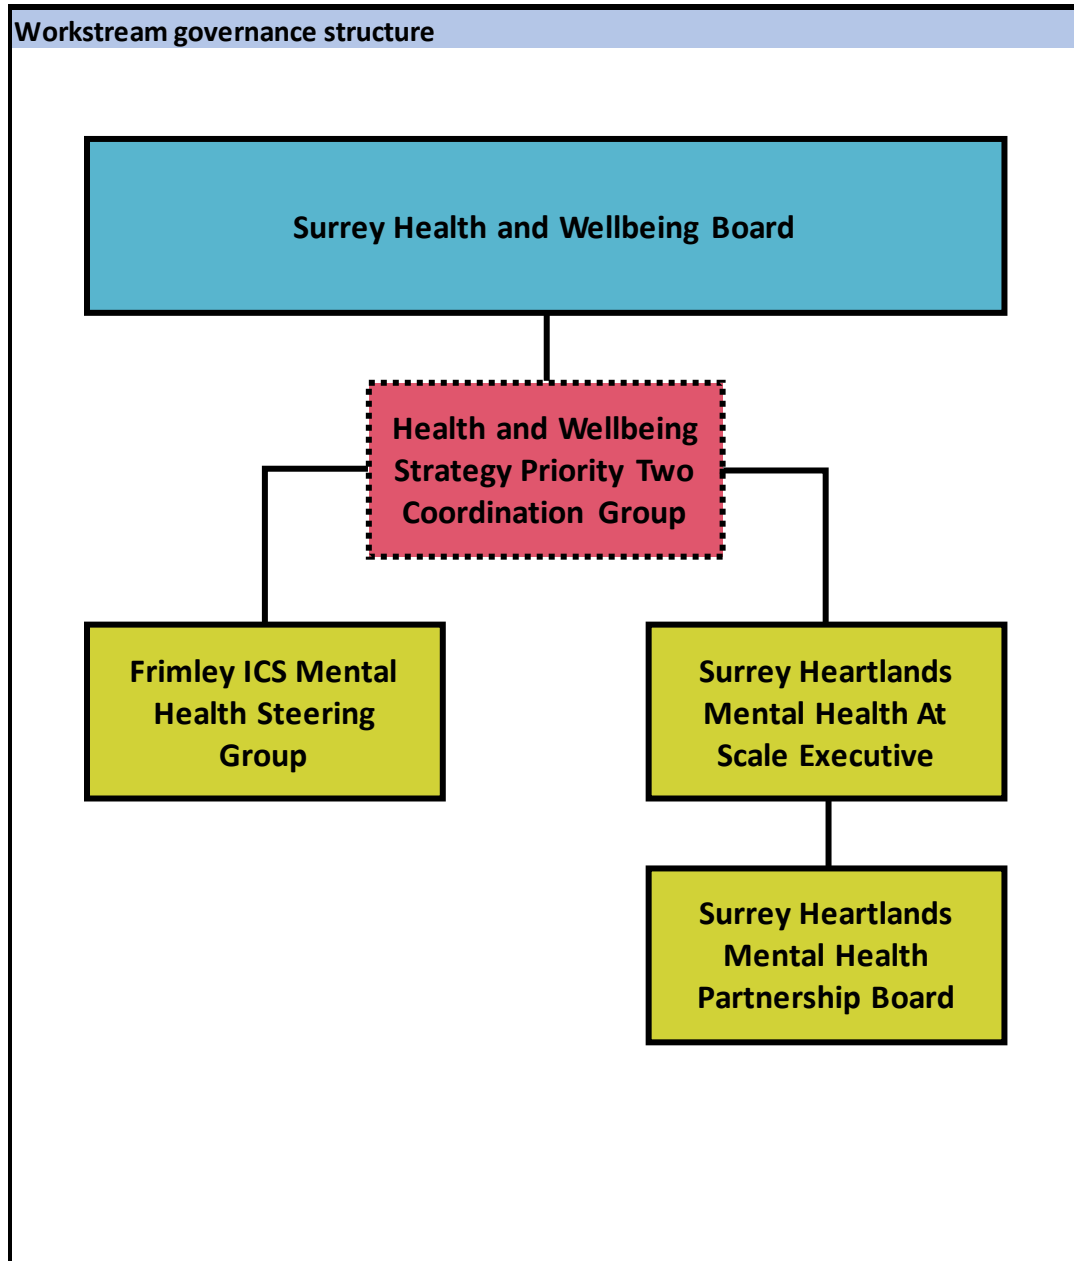 Workstream governance structure
Surrey Health and Wellbeing Board
Health and Wellbeing
Strategy Priority Two
Coordination Group
Frimley ICS Mental
Health Steering
Group
Surrey Heartlands
Mental Health At
Scale Executive
Surrey Heartlands
Mental Health
Partnership Board